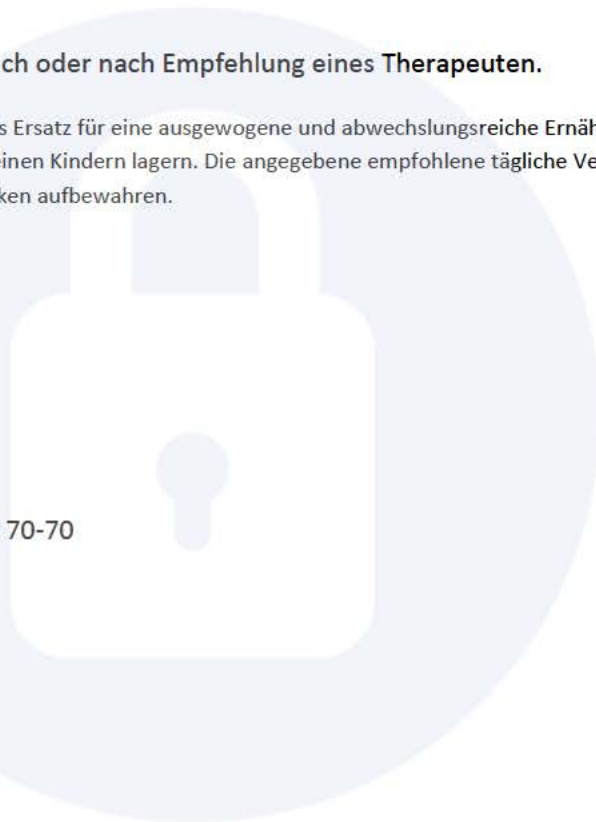 ch oder nach Empfehlung eines Therapeuten.
s Ersatz für eine ausgewogene und abwechslungsreiche Ernäh
einen Kindern lagern. Die angegebene empfohlene tägliche Ve
ken aufbewahren.
70-70